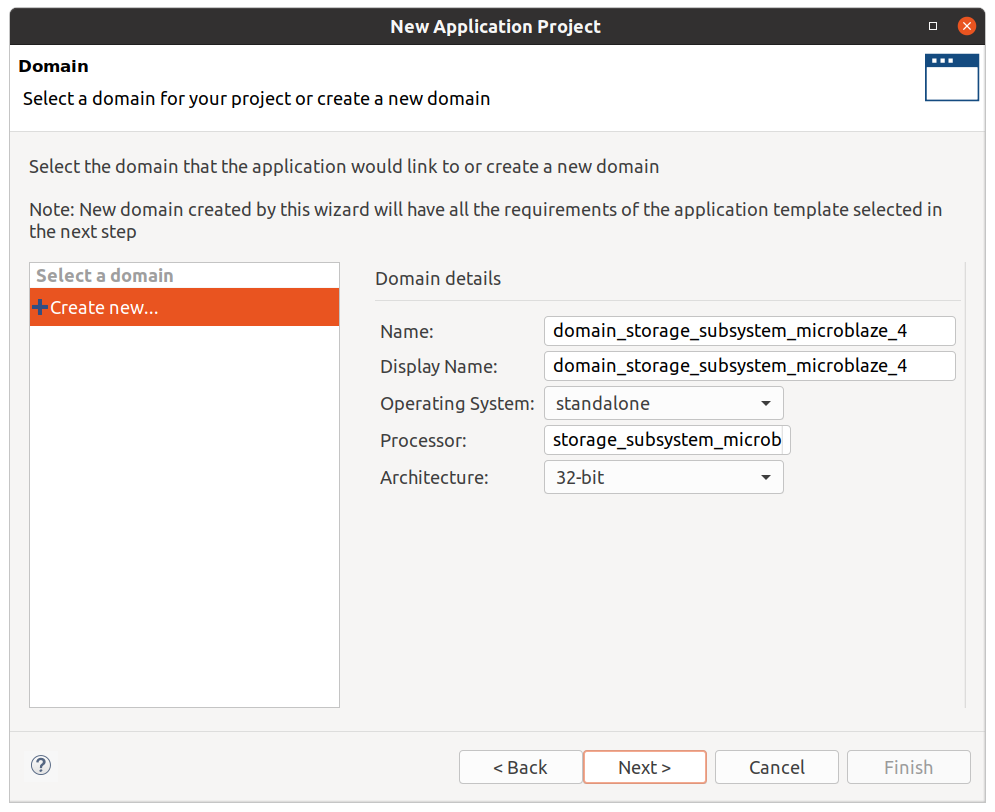 New Application Project
Domain
Select a domain for your project or create a new domain
Select the domain that the application would link to or create a new domain
Note: New domain created by this wizard will have all the requirements of the application template selected in
the next step
Select a domain
Create new...
Domain details
Name: domain_storage_subsystem_microblaze_4
Display Name: domain_storage_subsystem_microblaze_4
Operating System: standalone
Processor: storage_subsystem_microb
Architecture: 32-bit
?
< Back Next > Cancel Finish